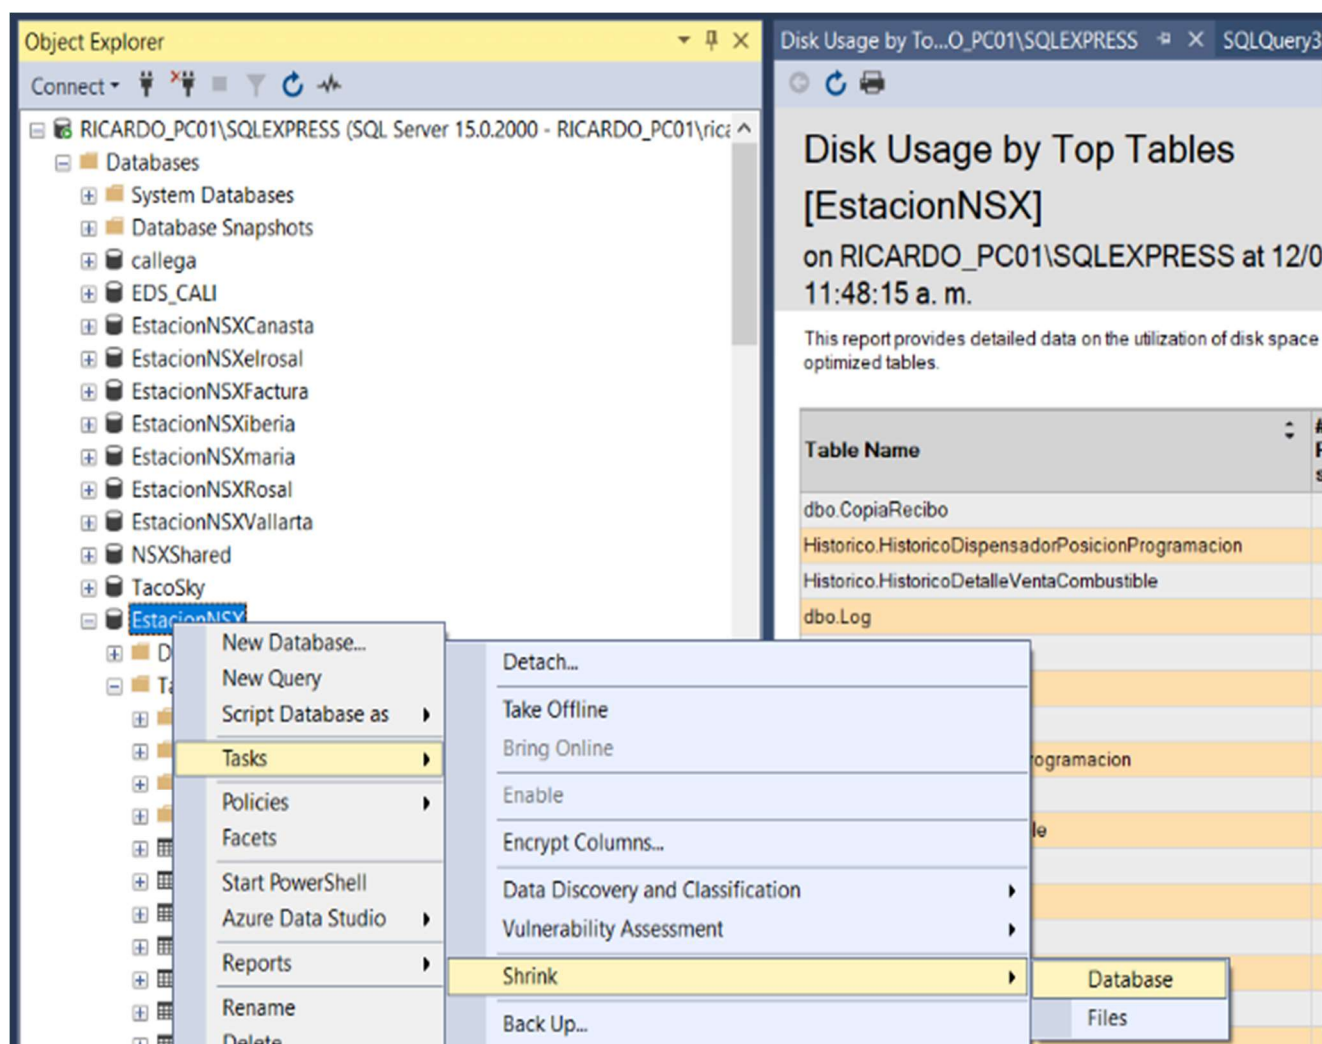 Object Explorer
Connect
RICARDO_PC01\SQLEXPRESS (SQL Server 15.0.2000 - RICARDO_PC01\rica
Databases
System Databases
Database Snapshots
callega
EDS_CALI
EstacionNSXCanasta
EstacionNSXelrosal
EstacionNSXFactura
EstacionNSXiberia
EstacionNSXmaria
EstacionNSXRosal
EstacionNSXVallarta
NSXShared
TacoSky
EstacionNSX
D
Ta
New Database...
New Query
Script Database as
Tasks
Policies
Facets
Start PowerShell
Azure Data Studio
Reports
Rename
Delete
Detach...
Take Offline
Bring Online
Enable
Encrypt Columns...
Data Discovery and Classification
Vulnerability Assessment
Shrink
Back Up...
Database
Files
Disk Usage by To...O_PC01\SQLEXPRESS
SQLQuery3
Disk Usage by Top Tables
[EstacionNSX]
on RICARDO_PC01\SQLEXPRESS at 12/0
11:48:15 a. m.
This report provides detailed data on the utilization of disk space
optimized tables.
Table Name
dbo.CopiaRecibo
Historico.HistoricoDispensadorPosicionProgramacion
Historico.HistoricoDetalleVentaCombustible
dbo.Log
ogramacion
le